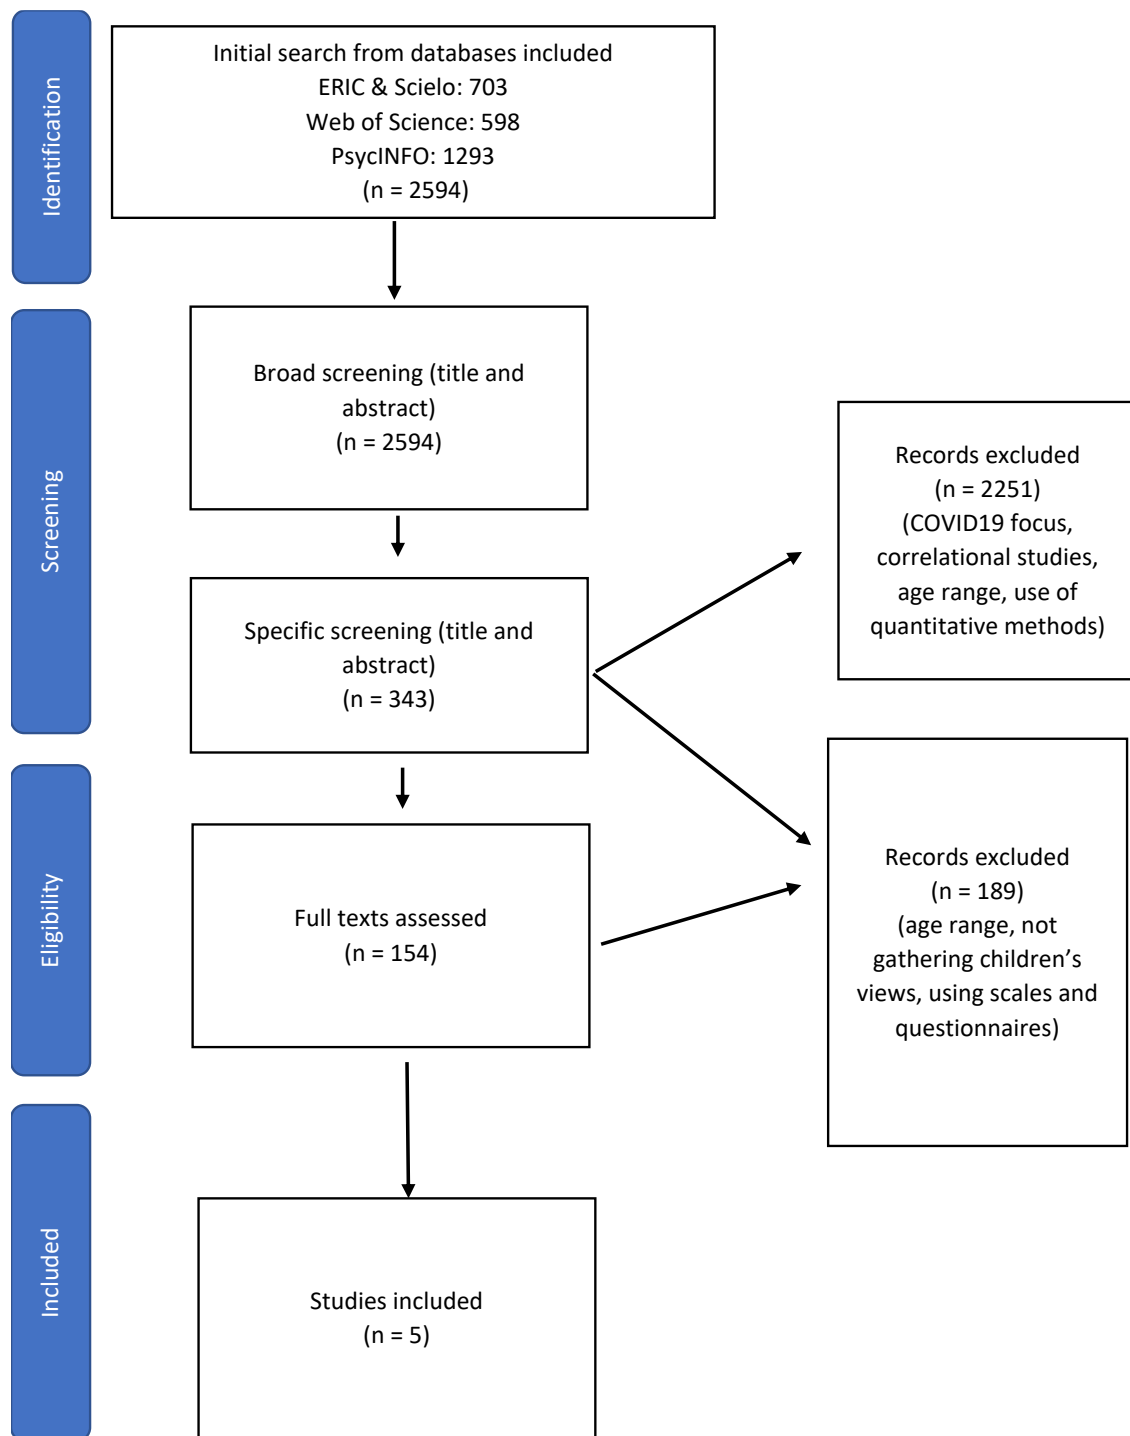 Identification
Initial search from databases included
ERIC & Scielo: 703
Web of Science: 598
PsycINFO: 1293
(n = 2594)
Screening
Broad screening (title and
abstract)
(n = 2594)
Records excluded
(n = 2251)
(COVID19 focus,
correlational studies,
age range, use of
quantitative methods)
Specific screening (title and
abstract)
(n = 343)
Eligibility
Full texts assessed
(n = 154)
Records excluded
(n = 189)
(age range, not
gathering children’s
views, using scales and
questionnaires)
Included
Studies included
(n = 5)